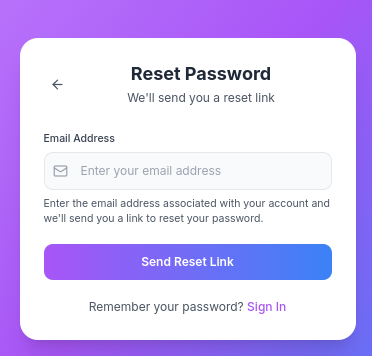 Reset Password
We'll send you a reset link
Email Address
Enter your email address
Enter the email address associated with your account and
we'll send you a link to reset your password.
Send Reset Link
Remember your password? Sign In